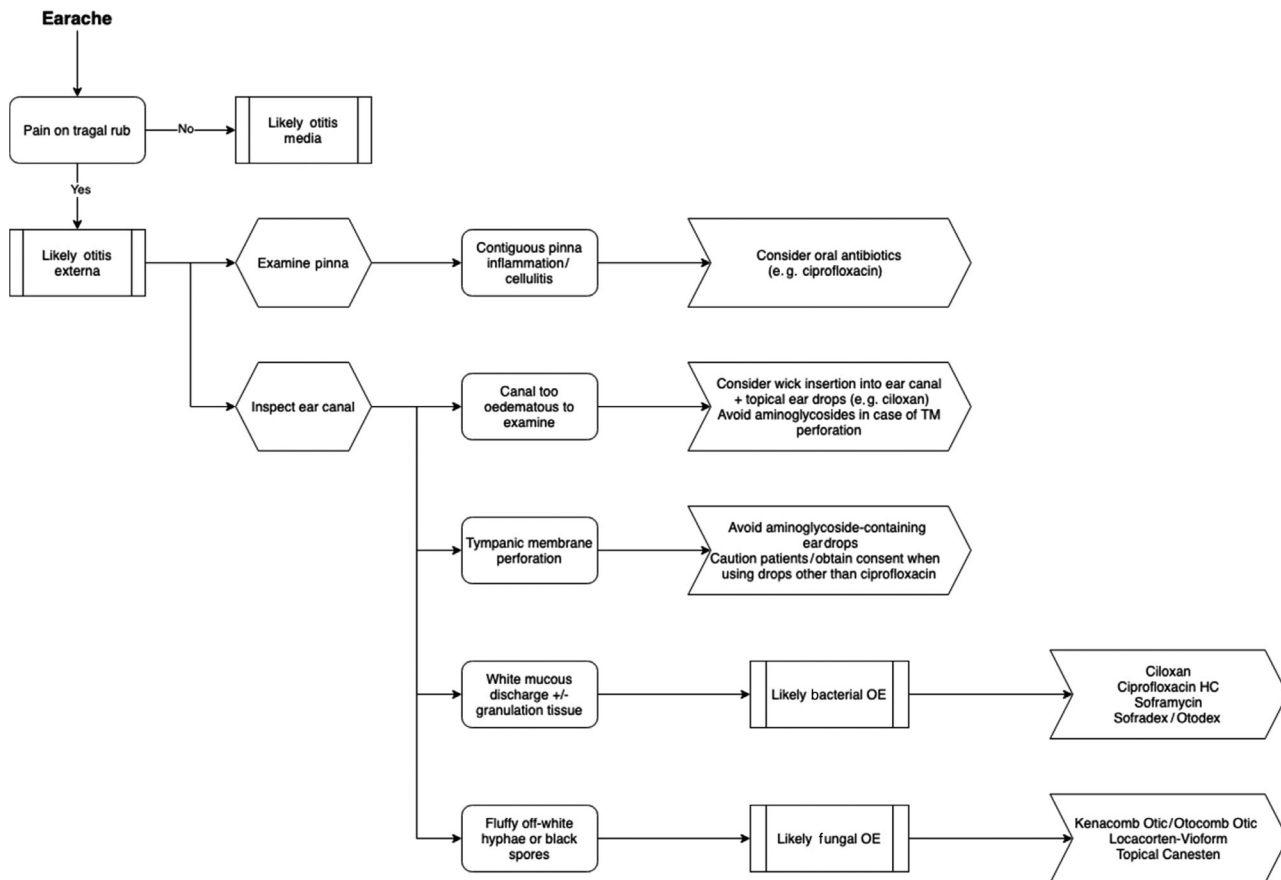 Earache
Pain on tragal rub
No
Likely otitis
media
Yes
Likely otitis
externa
Examine pinna
Contiguous pinna
inflammation/
cellulitis
Consider oral antibiotics
(e.g. ciprofloxacin)
Inspect ear canal
Canal too
oedematous to
examine
Consider wick insertion into ear canal
+ topical ear drops (e.g. ciloxan)
Avoid aminoglycosides in case of TM
perforation
Tympanic membrane
perforation
Avoid aminoglycoside-containing
eardrops
Caution patients/obtain consent when
using drops other than ciprofloxacin
White mucous
discharge +/-
granulation tissue
Likely bacterial OE
Ciloxan
Ciprofloxacin HC
Soframycin
Sofradex/Otodex
Fluffy off-white
hyphae or black
spores
Likely fungal OE
Kenacomb Otic/Otocomb Otic
Locacorten-Vioform
Topical Canesten